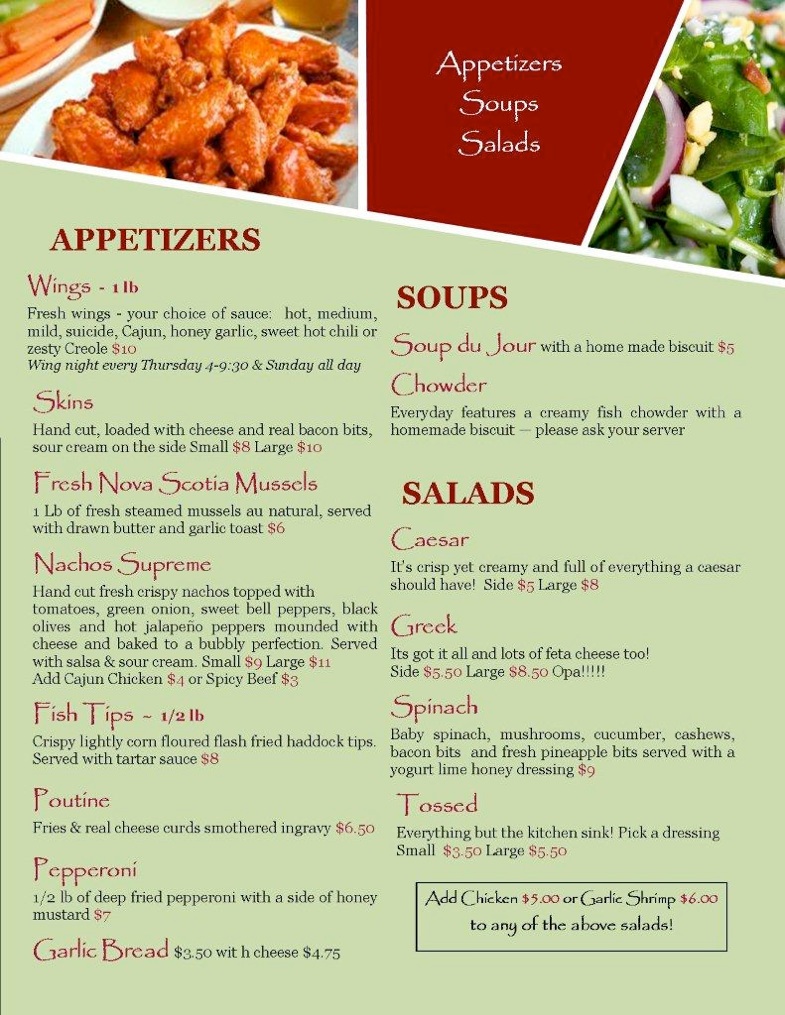 Appetizers
Soups
Salads
APPETIZERS
Wings - 1 lb
Fresh wings - your choice of sauce: hot, medium,
mild, suicide, Cajun, honey garlic, sweet hot chili or
zesty Creole $10
Wing night every Thursday 4-9:30 & Sunday all day
Skins
Hand cut, loaded with cheese and real bacon bits,
sour cream on the side Small $8 Large $10
Fresh Nova Scotia Mussels
1 Lb of fresh steamed mussels au natural, served
with drawn butter and garlic toast $6
Nachos Supreme
Hand cut fresh crispy nachos topped with
tomatoes, green onion, sweet bell peppers, black
olives and hot jalapeño peppers mounded with
cheese and baked to a bubbly perfection. Served
with salsa & sour cream. Small $9 Large $11
Add Cajun Chicken $4 or Spicy Beef $3
Fish Tips ~ 1/2 lb
Crispy lightly corn floured flash fried haddock tips.
Served with tartar sauce $8
Poutine
Fries & real cheese curds smothered ingravy $6.50
Pepperoni
1/2 lb of deep fried pepperoni with a side of honey
mustard $7
Garlic Bread $3.50 wit h cheese $4.75
SOUPS
Soup du Jour with a home made biscuit $5
Chowder
Everyday features a creamy fish chowder with a
homemade biscuit — please ask your server
SALADS
Caesar
It's crisp yet creamy and full of everything a caesar
should have! Side $5 Large $8
Greek
Its got it all and lots of feta cheese too!
Side $5.50 Large $8.50 Opa!!!!!
Spinach
Baby spinach, mushrooms, cucumber, cashews,
bacon bits and fresh pineapple bits served with a
yogurt lime honey dressing $9
Tossed
Everything but the kitchen sink! Pick a dressing
Small $3.50 Large $5.50
Add Chicken $5.00 or Garlic Shrimp $6.00
to any of the above salads!